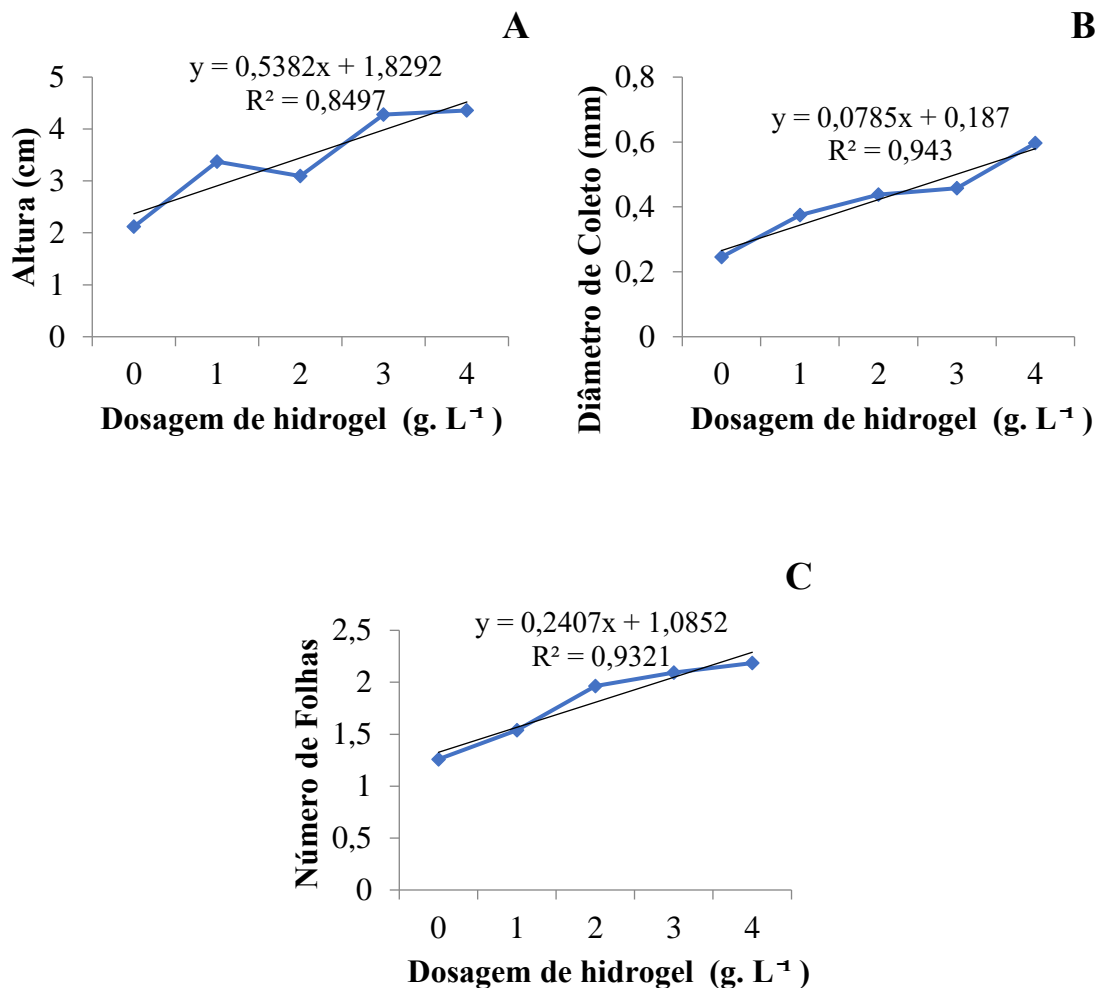 A
y = 0,5382x + 1,8292
R² = 0,8497
Altura (cm)
5
4
3
2
1
0
0 1 2 3 4
Dosagem de hidrogel (g. L⁻¹ )
B
y = 0,0785x + 0,187
R² = 0,943
Diâmetro de Coleto (mm)
0,8
0,6
0,4
0,2
0
0 1 2 3 4
Dosagem de hidrogel (g. L⁻¹ )
C
y = 0,2407x + 1,0852
R² = 0,9321
Número de Folhas
2,5
2
1,5
1
0,5
0
0 1 2 3 4
Dosagem de hidrogel (g. L⁻¹ )